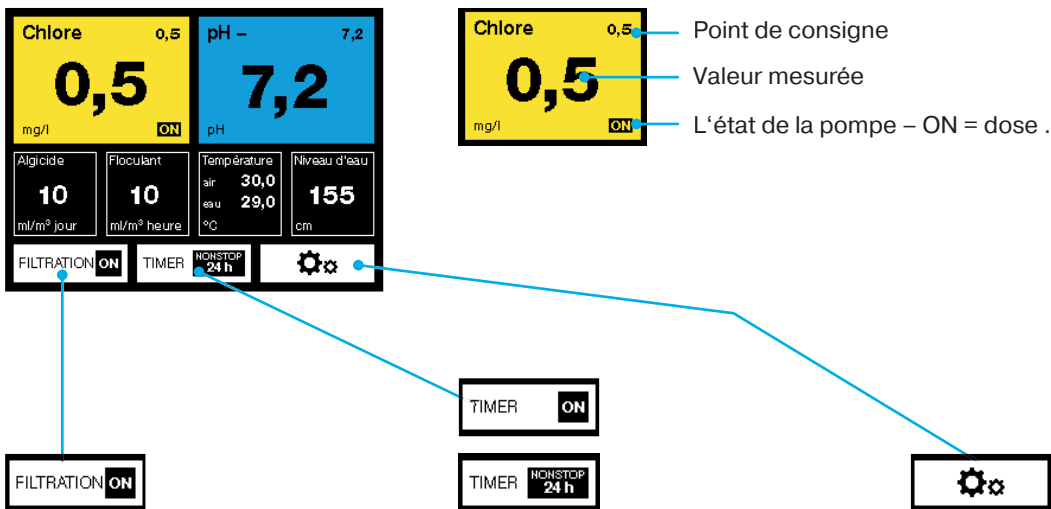 Chlore 0,5
0,5
mg/l ON
pH – 7,2
7,2
pH
Algicide
10
ml/m³ jour
Floculant
10
ml/m³ heure
Température
air 30,0
eau 29,0
°C
Niveau d'eau
155
cm
FILTRATION ON
TIMER NONSTOP
24 h
Chlore 0,5
0,5
mg/l ON
Point de consigne
Valeur mesurée
L‘état de la pompe – ON = dose .
TIMER ON
FILTRATION ON
TIMER NONSTOP
24 h